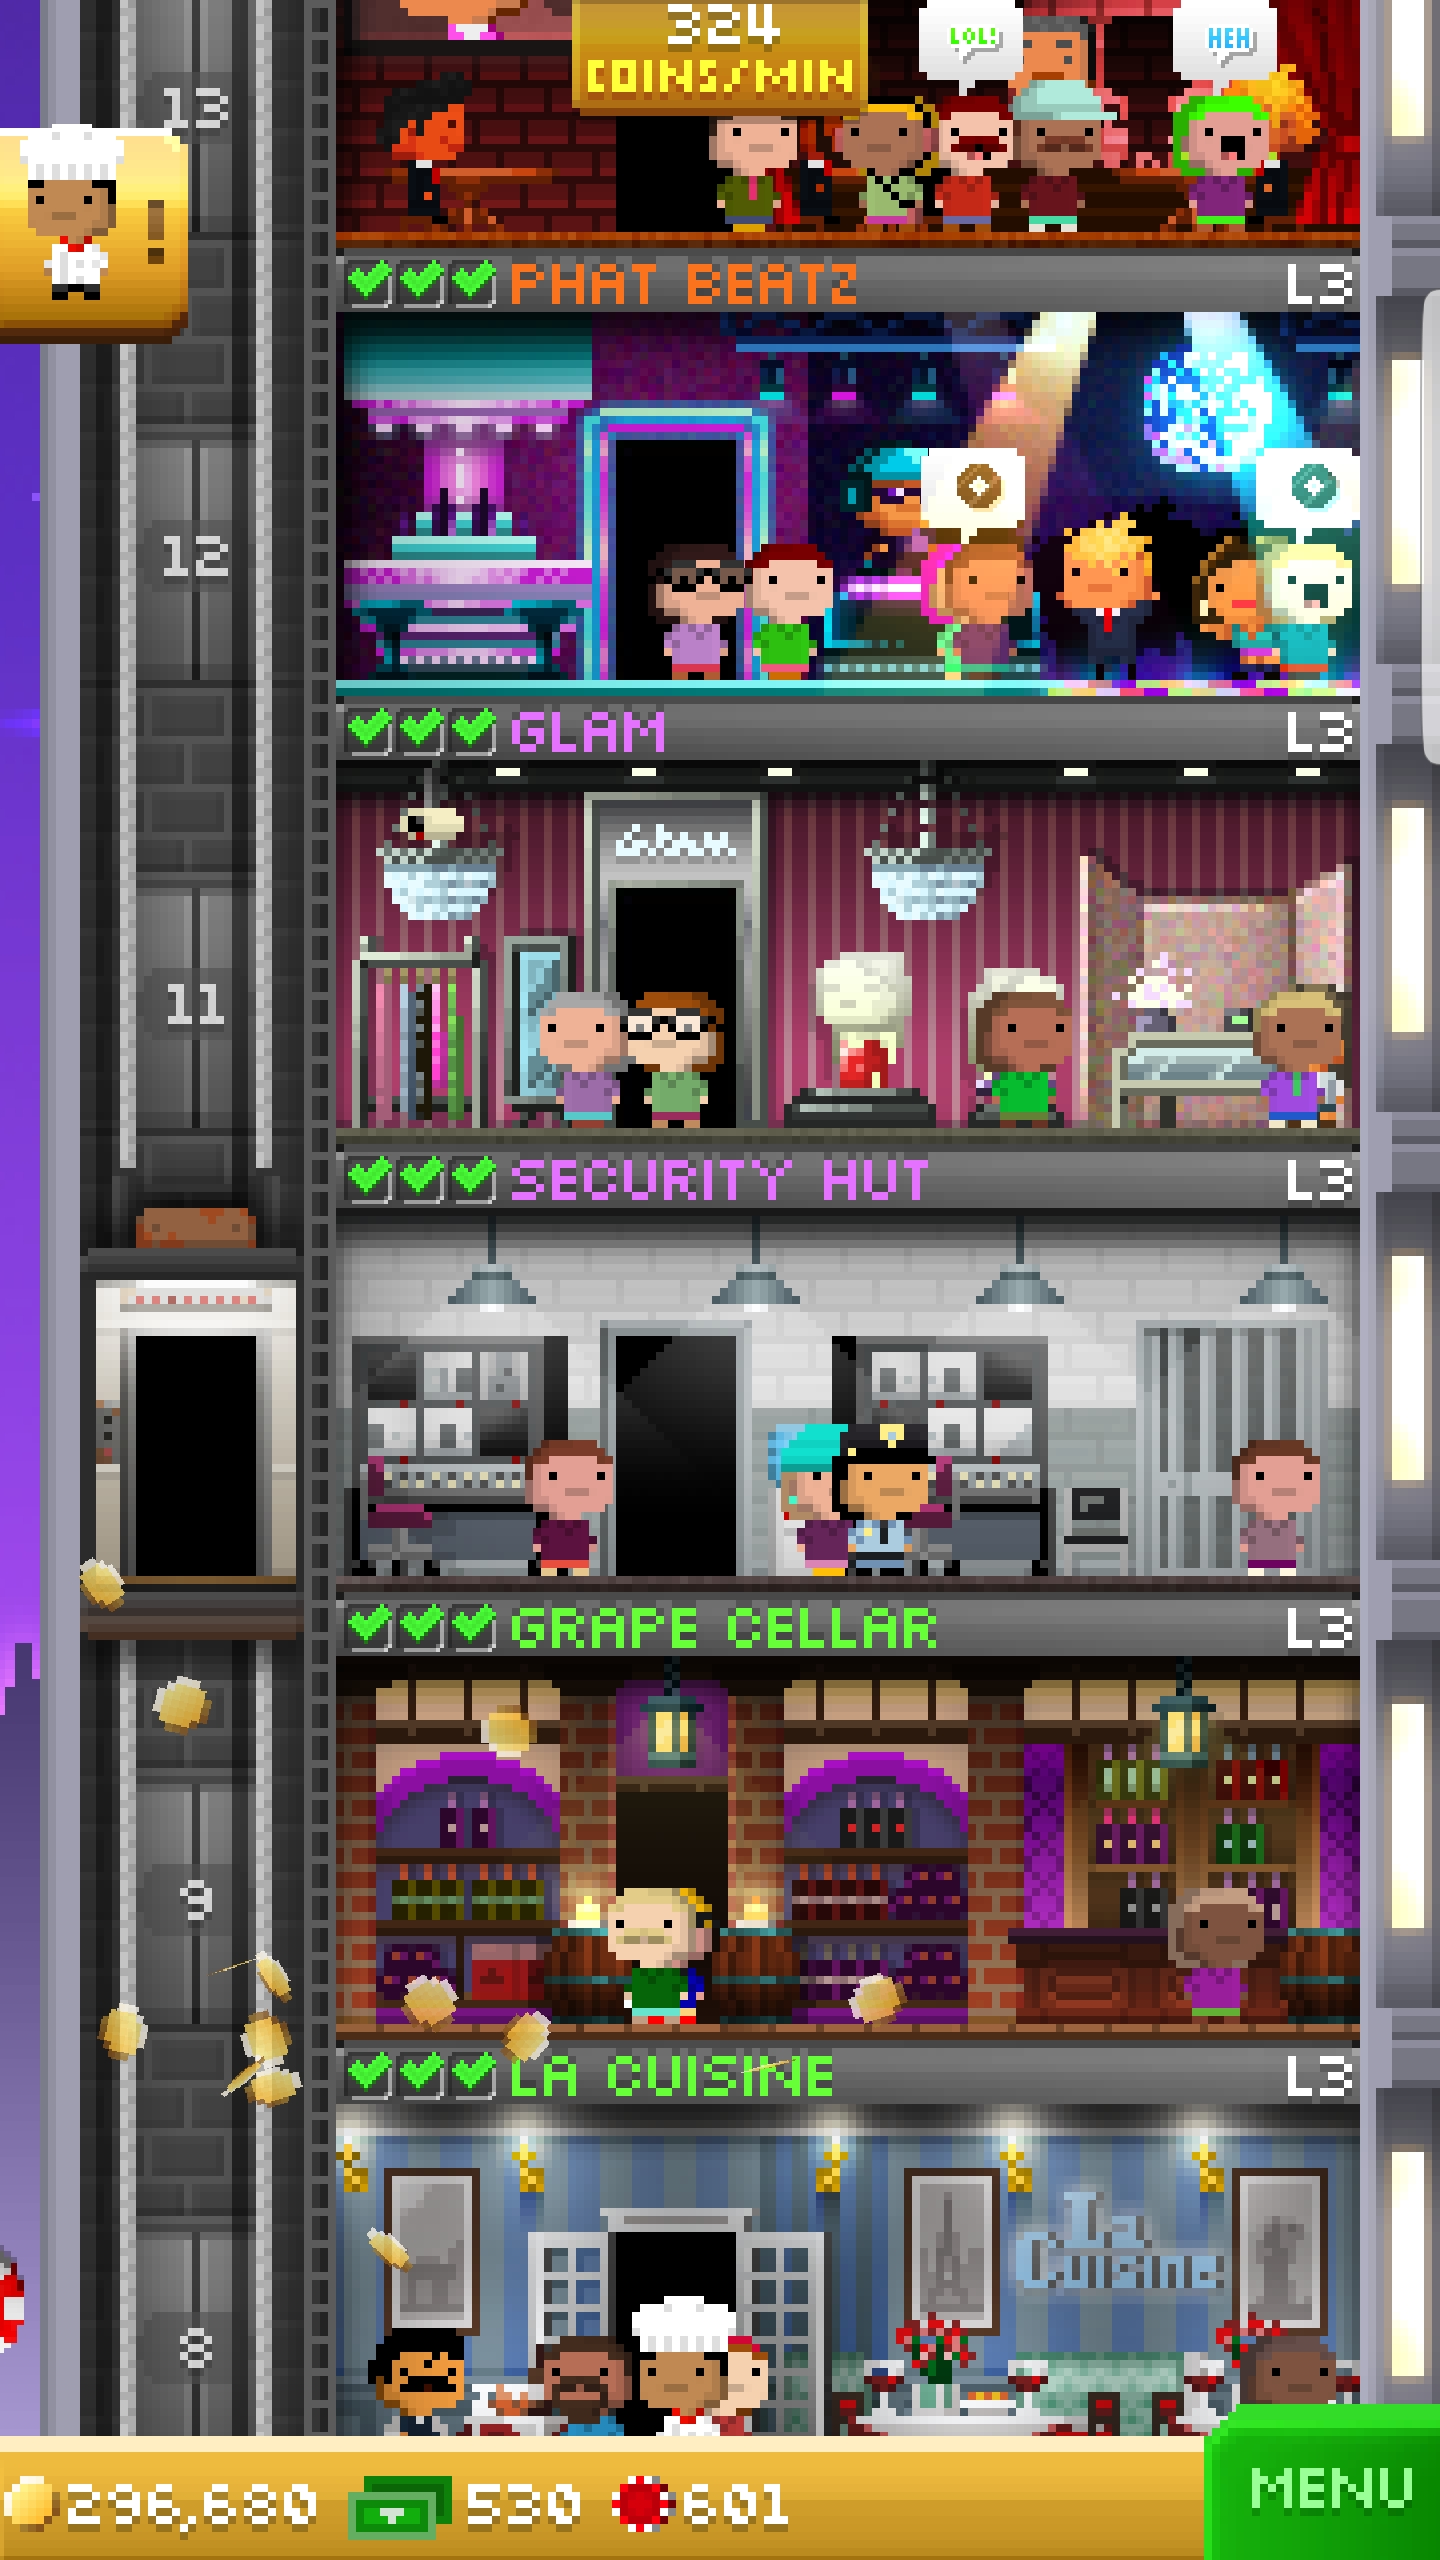 324
COINS/MIN
LOL!
HEH
13
!
PHAT BEATZ
L3
12
GLAM
L3
Glam
11
SECURITY HUT
L3
GRAPE CELLAR
L3
9
LA CUISINE
L3
La
Cuisine
8
296,680
530
601
MENU